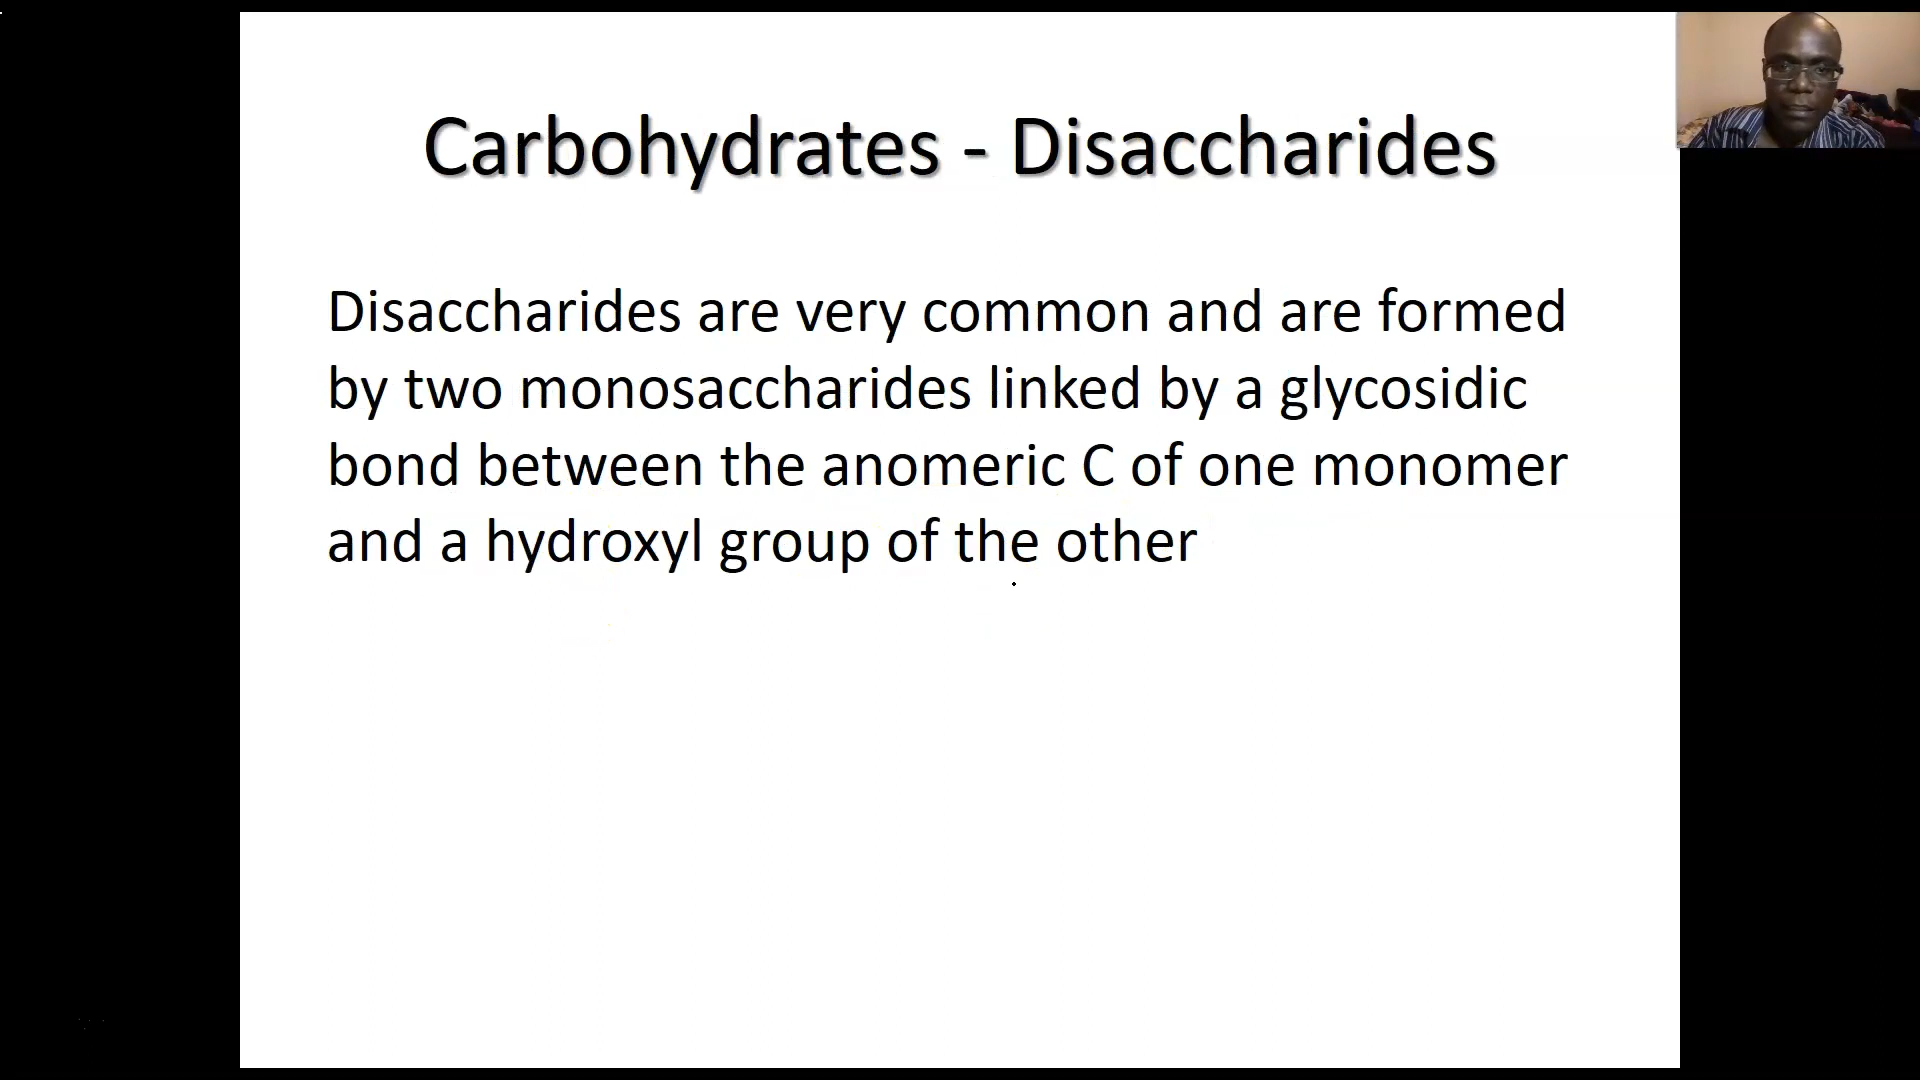 Carbohydrates - Disaccharides
Disaccharides are very common and are formed
by two monosaccharides linked by a glycosidic
bond between the anomeric C of one monomer
and a hydroxyl group of the other